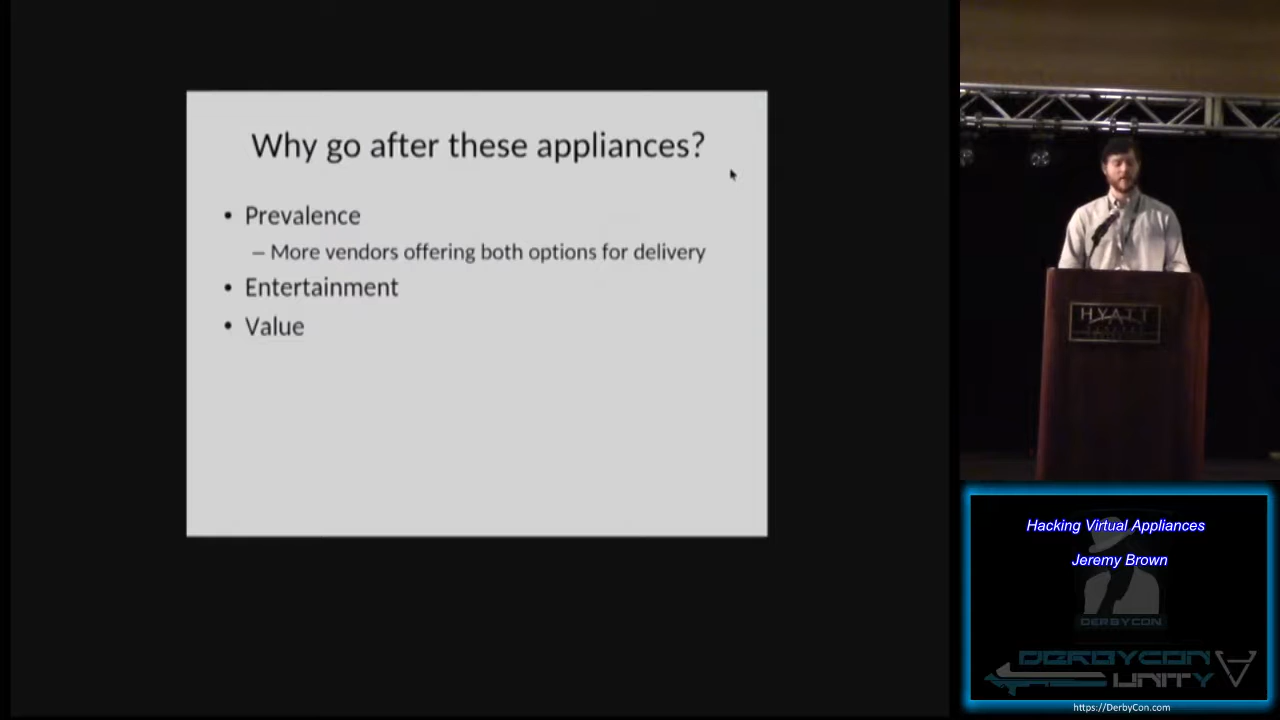 Why go after these appliances?
• Prevalence
– More vendors offering both options for delivery
• Entertainment
• Value
HYATT
Hacking Virtual Appliances
Jeremy Brown
DERBYCON
DERBYCON
UNITY
https://DerbyCon.com